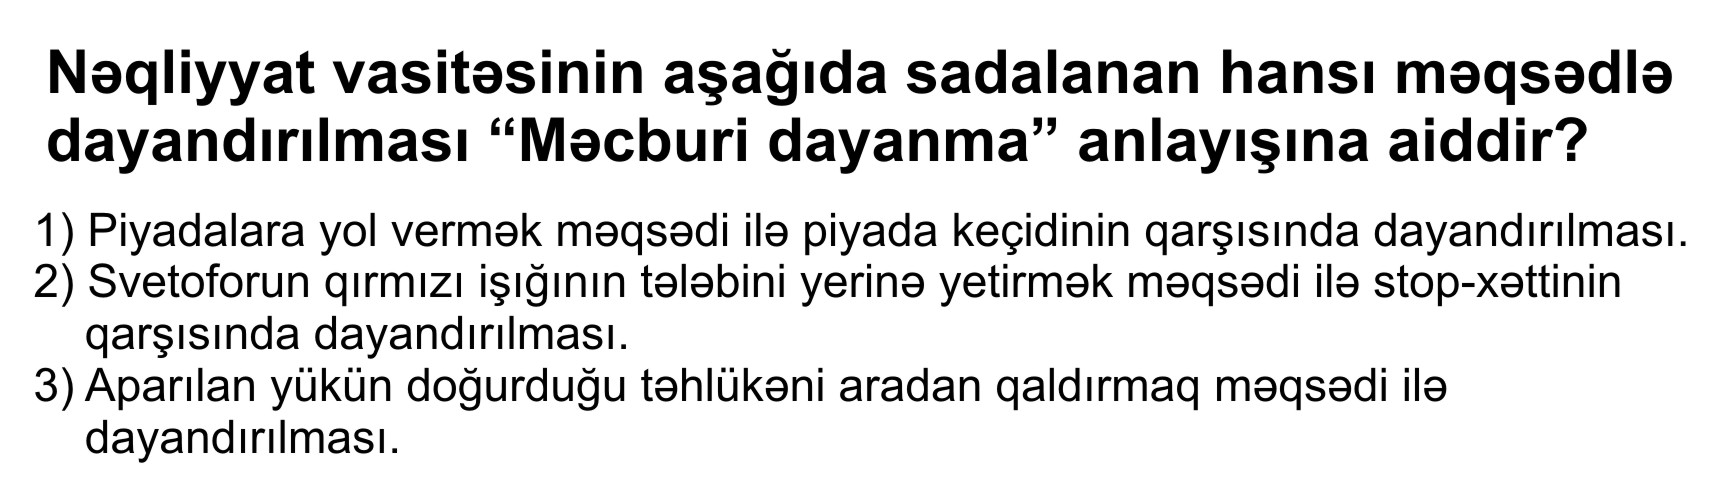 Nəqliyyat vasitəsinin aşağıda sadalanan hansı məqsədlə
dayandırılması “Məcburi dayanma” anlayışına aiddir?
1) Piyadalara yol vermək məqsədi ilə piyada keçidinin qarşısında dayandırılması.
2) Svetoforun qırmızı işığının tələbini yerinə yetirmək məqsədi ilə stop-xəttinin
qarşısında dayandırılması.
3) Aparılan yükün doğurduğu təhlükəni aradan qaldırmaq məqsədi ilə
dayandırılması.